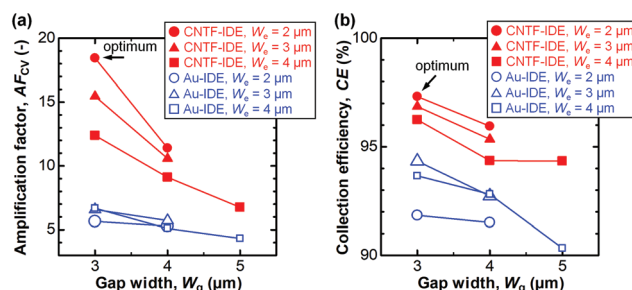 (a)
CNTF-IDE, We = 2 μm
CNTF-IDE, We = 3 μm
CNTF-IDE, We = 4 μm
Au-IDE, We = 2 μm
Au-IDE, We = 3 μm
Au-IDE, We = 4 μm
optimum
20
15
10
5
3
4
5
Amplification factor, AFCV (-)
Gap width, Wg (μm)
(b)
CNTF-IDE, We = 2 μm
CNTF-IDE, We = 3 μm
CNTF-IDE, We = 4 μm
Au-IDE, We = 2 μm
Au-IDE, We = 3 μm
Au-IDE, We = 4 μm
optimum
100
95
90
3
4
5
Collection efficiency, CE (%)
Gap width, Wg (μm)